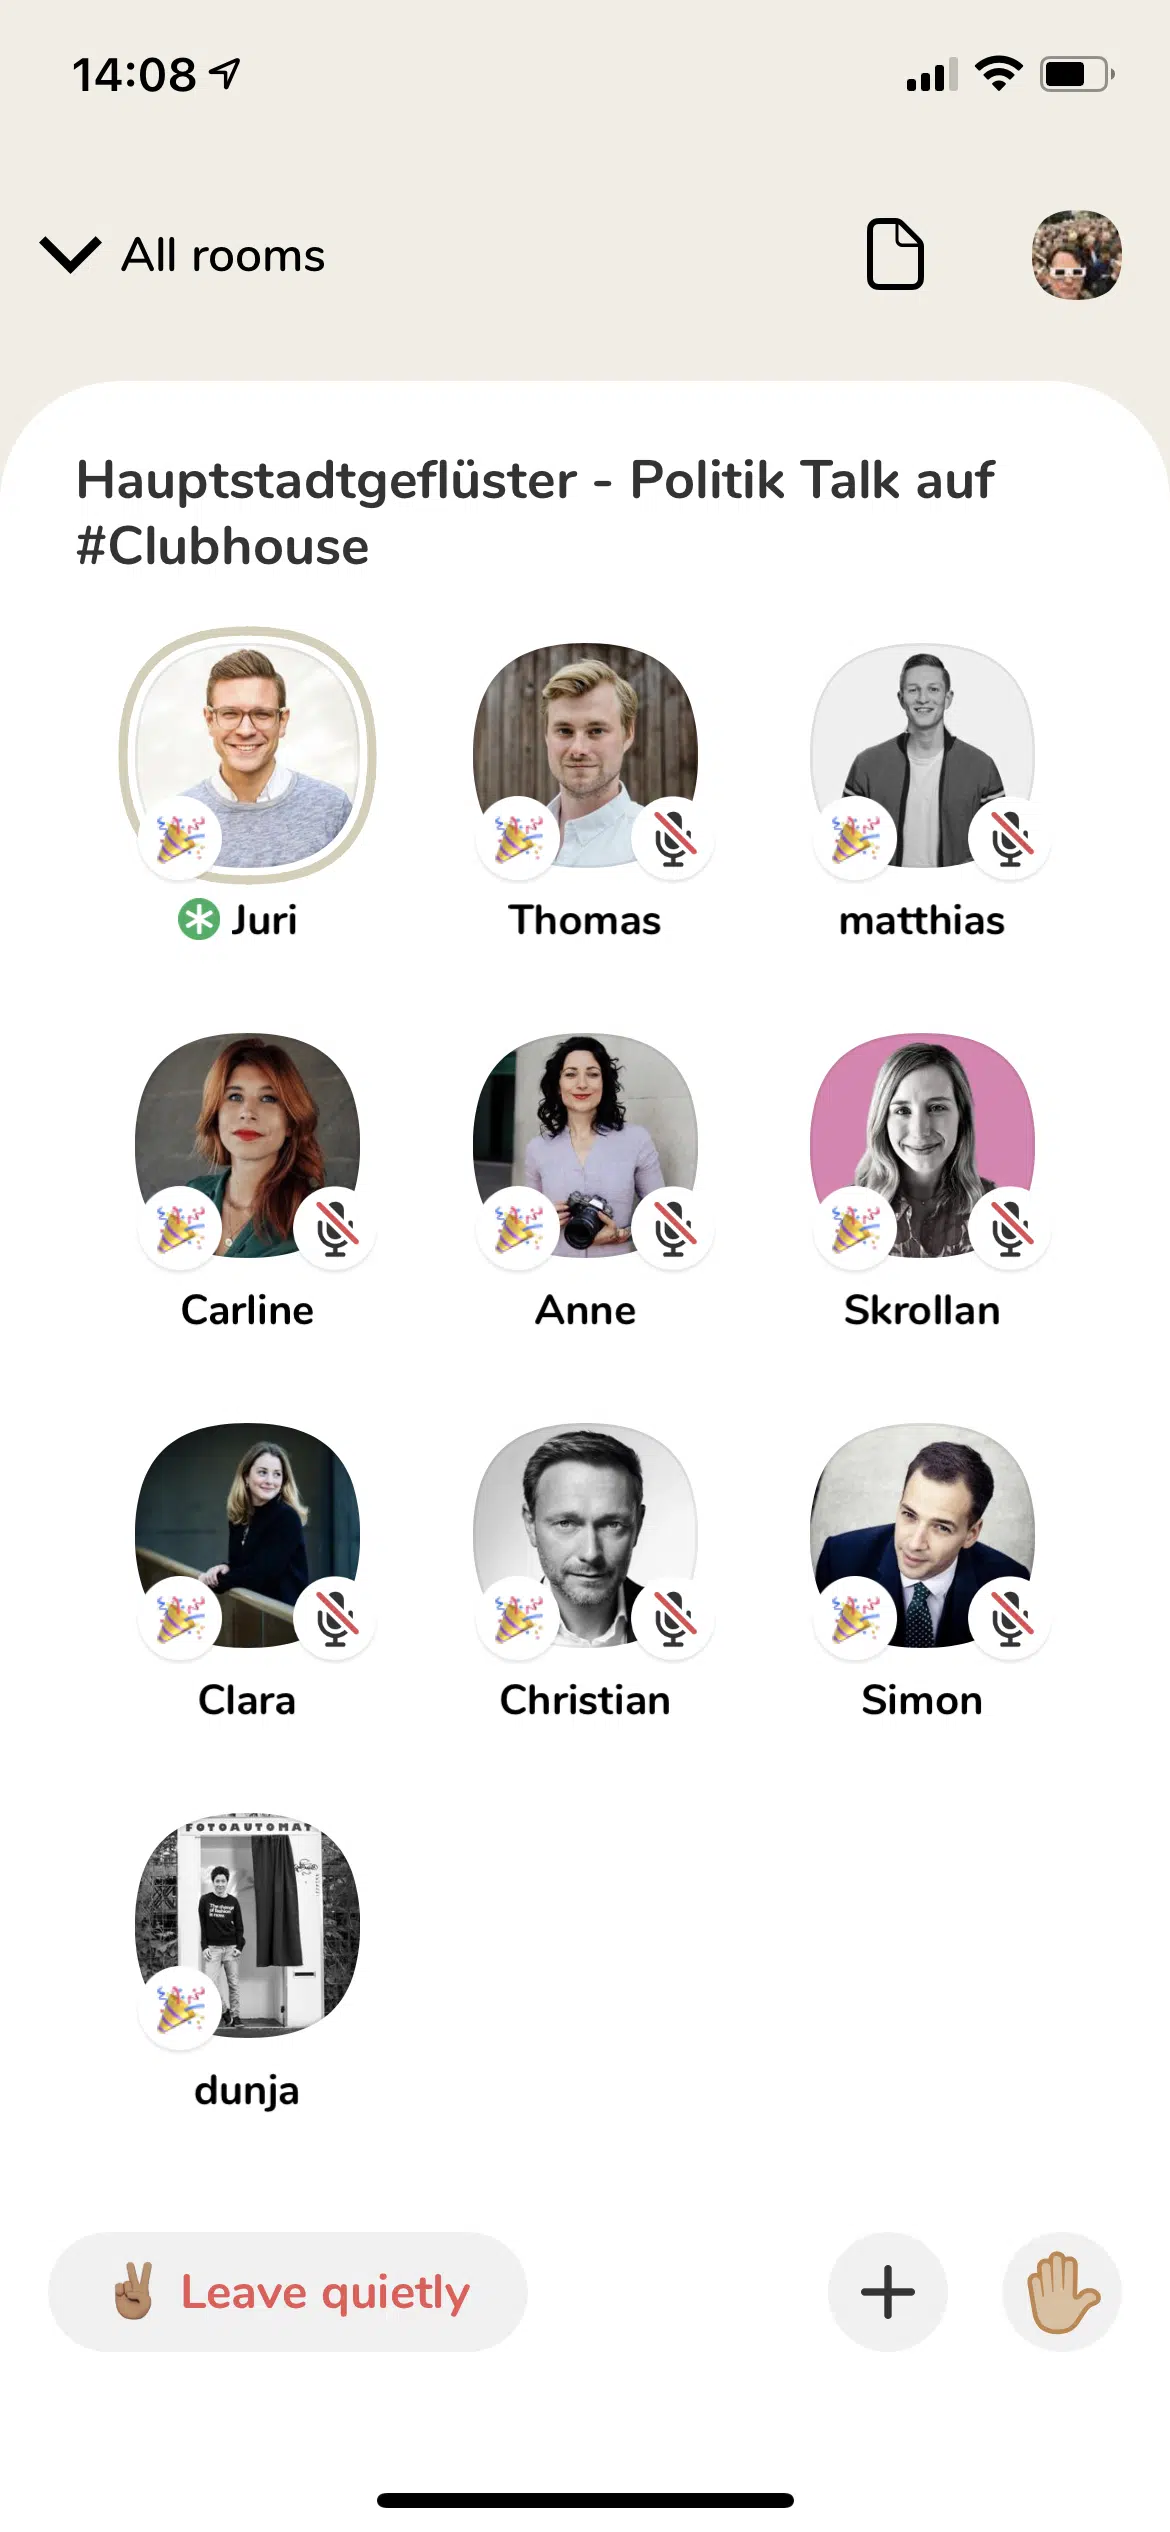 14:08
All rooms
Hauptstadtgeflüster - Politik Talk auf
#Clubhouse
Juri
Thomas
matthias
Carline
Anne
Skrollan
Clara
Christian
Simon
FOTOAUTOMAT
dunja
Leave quietly